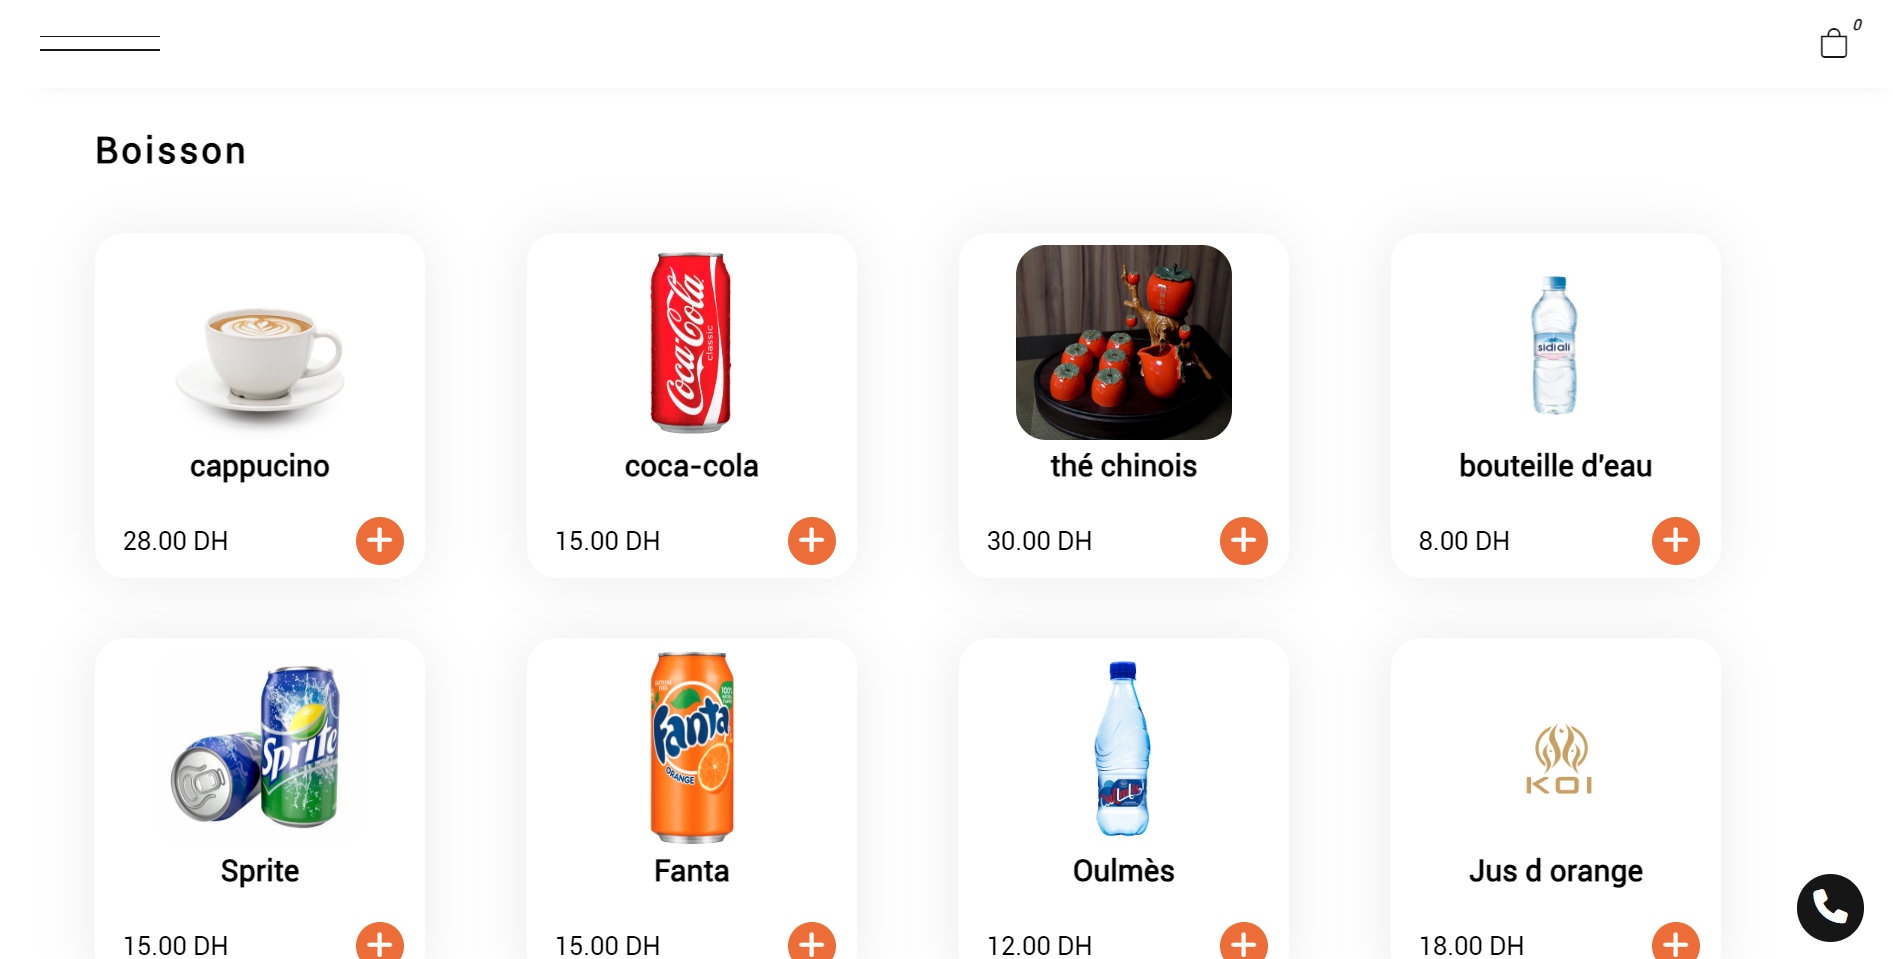 0
Boisson
Coca-Cola
classic
sidi ali
cappucino
coca-cola
thé chinois
bouteille d'eau
28.00 DH
15.00 DH
30.00 DH
8.00 DH
Sprite
Fanta
ORANGE
100%
KOI
Sprite
Fanta
Oulmès
Jus d orange
15.00 DH
15.00 DH
12.00 DH
18.00 DH